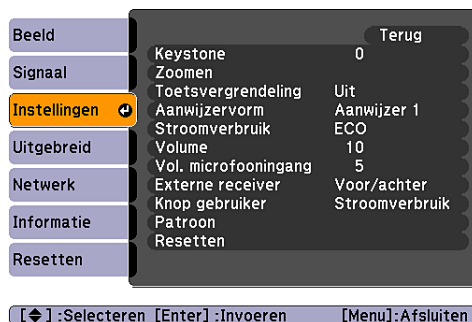 Beeld
Signaal
Instellingen
Uitgebreid
Netwerk
Informatie
Resetten
Terug
Keystone 0
Zoomen
Toetsvergrendeling Uit
Aanwijzervorm Aanwijzer 1
Stroomverbruik ECO
Volume 10
Vol. microfooningang 5
Externe receiver Voor/achter
Knop gebruiker Stroomverbruik
Patroon
Resetten
[◆] :Selecteren [Enter] :Invoeren [Menu]:Afsluiten